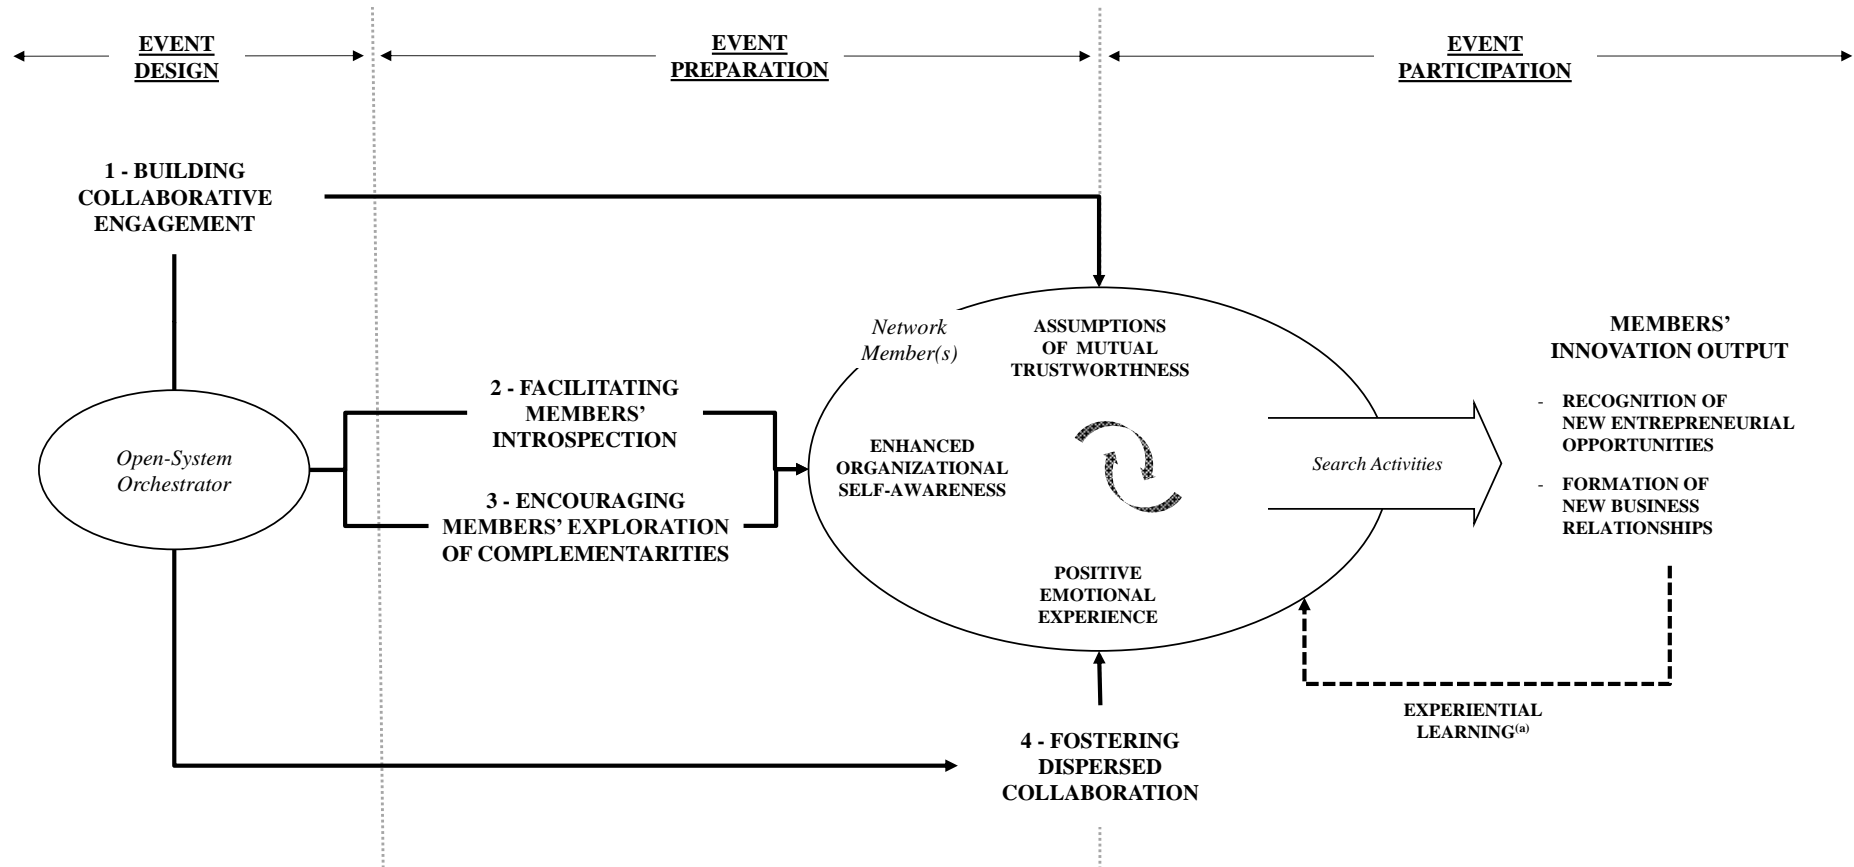 EVENT
DESIGN
EVENT
PREPARATION
EVENT
PARTICIPATION
1 - BUILDING
COLLABORATIVE
ENGAGEMENT
Open-System
Orchestrator
2 - FACILITATING
MEMBERS’
INTROSPECTION
3 - ENCOURAGING
MEMBERS’ EXPLORATION
OF COMPLEMENTARITIES
Network
Member(s)
ASSUMPTIONS
OF MUTUAL
TRUSTWORTHNESS
ENHANCED
ORGANIZATIONAL
SELF-AWARENESS
POSITIVE
EMOTIONAL
EXPERIENCE
4 - FOSTERING
DISPERSED
COLLABORATION
Search Activities
MEMBERS’
INNOVATION OUTPUT
- RECOGNITION OF
NEW ENTREPRENEURIAL
OPPORTUNITIES
- FORMATION OF
NEW BUSINESS
RELATIONSHIPS
EXPERIENTIAL
LEARNING(a)